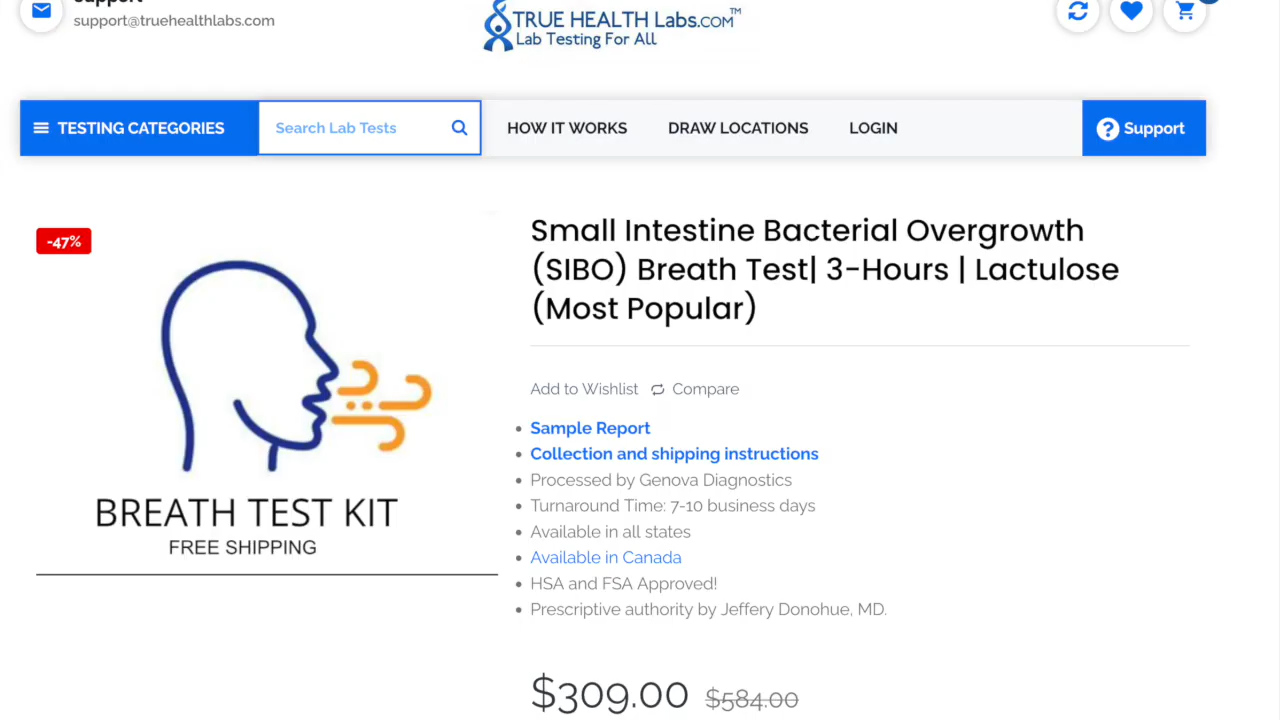 support
support@truehealthlabs.com
TRUE HEALTH LABS.COM™
Lab Testing For All
TESTING CATEGORIES
Search Lab Tests
HOW IT WORKS
DRAW LOCATIONS
LOGIN
? Support
-47%
BREATH TEST KIT
FREE SHIPPING
Small Intestine Bacterial Overgrowth
(SIBO) Breath Test| 3-Hours | Lactulose
(Most Popular)
Add to Wishlist Compare
• Sample Report
• Collection and shipping instructions
• Processed by Genova Diagnostics
• Turnaround Time: 7-10 business days
• Available in all states
• Available in Canada
• HSA and FSA Approved!
• Prescriptive authority by Jeffery Donohue, MD.
$309.00 $584.00